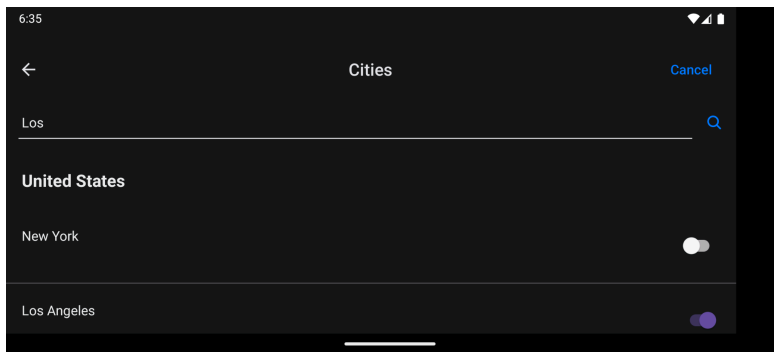 6:35
Cities
Cancel
Los
United States
New York
Los Angeles